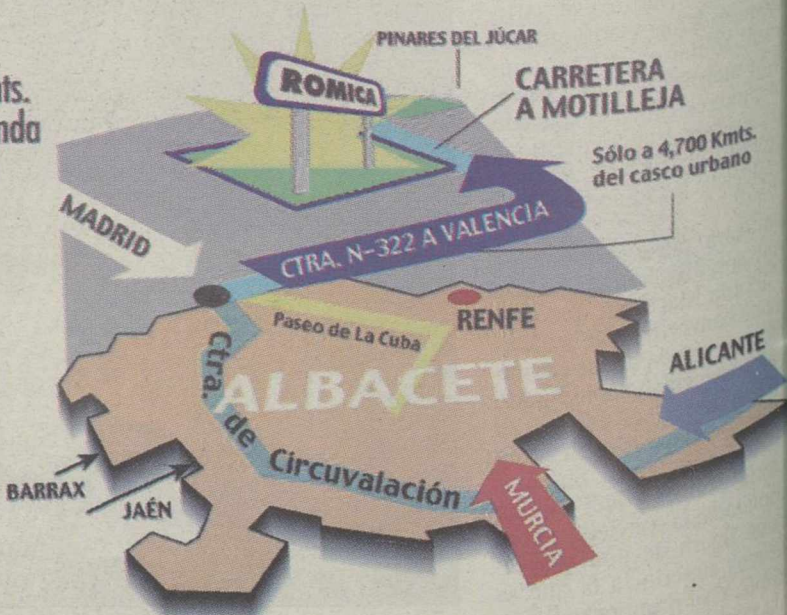 PINARES DEL JÚCAR
ROMICA
CARRETERA
A MOTILLEJA
Sólo a 4,700 Kmts.
del casco urbano
MADRID
CTRA. N-322 A VALENCIA
Paseo de La Cuba
RENFE
ALBACETE
ALICANTE
Ctra. de Circuvalación
BARRAX
JAÉN
MURCIA